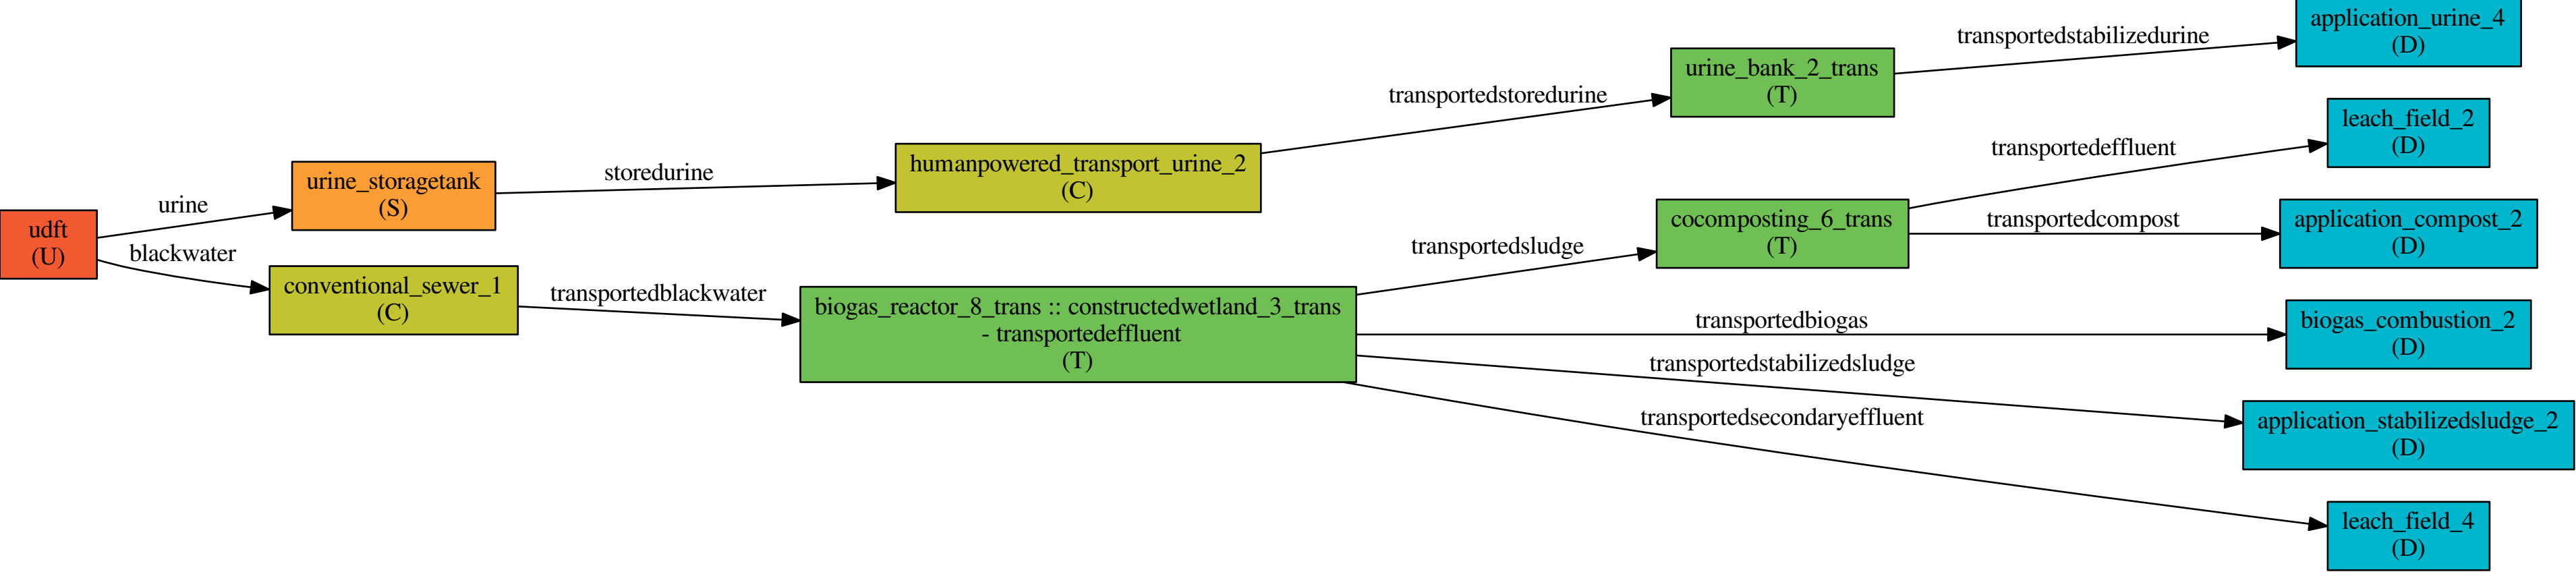 application_urine_4
(D)
transportedstabilizedurine
urine_bank_2_trans
(T)
transportedstoredurine
leach_field_2
(D)
transportedeffluent
humanpowered_transport_urine_2
(C)
storedurine
urine_storagetank
(S)
urine
udft
(U)
blackwater
cocomposting_6_trans
(T)
transportedcompost
application_compost_2
(D)
transportedsludge
conventional_sewer_1
(C)
transportedblackwater
biogas_reactor_8_trans :: constructedwetland_3_trans
- transportedeffluent
(T)
transportedbiogas
biogas_combustion_2
(D)
transportedstabilizedsludge
application_stabilizedsludge_2
(D)
transportedsecondaryeffluent
leach_field_4
(D)